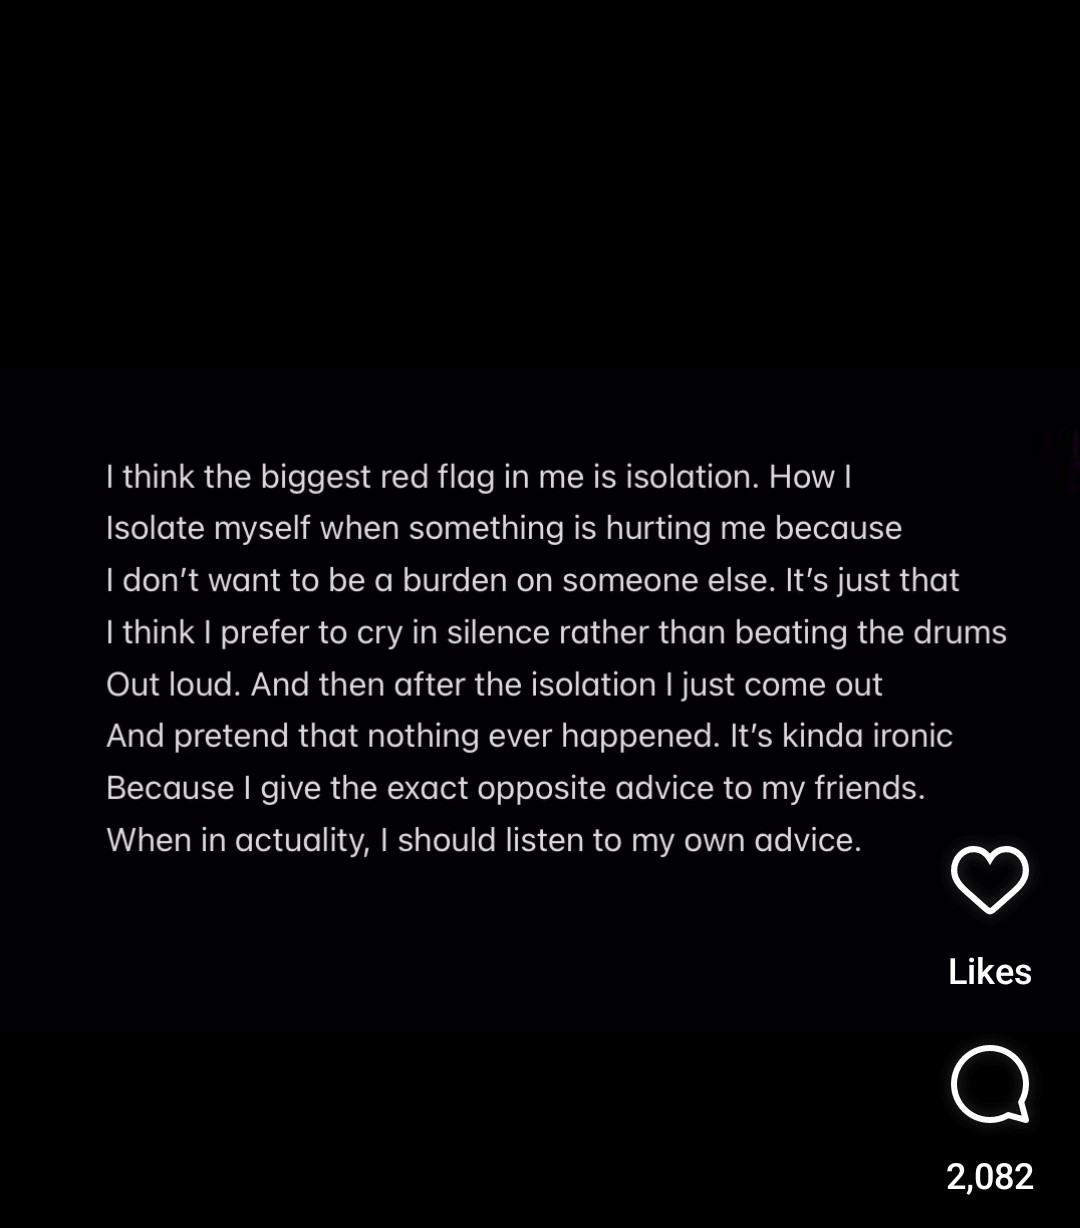 I think the biggest red flag in me is isolation. How I
Isolate myself when something is hurting me because
I don’t want to be a burden on someone else. It’s just that
I think I prefer to cry in silence rather than beating the drums
Out loud. And then after the isolation I just come out
And pretend that nothing ever happened. It’s kinda ironic
Because I give the exact opposite advice to my friends.
When in actuality, I should listen to my own advice.
Likes
2,082